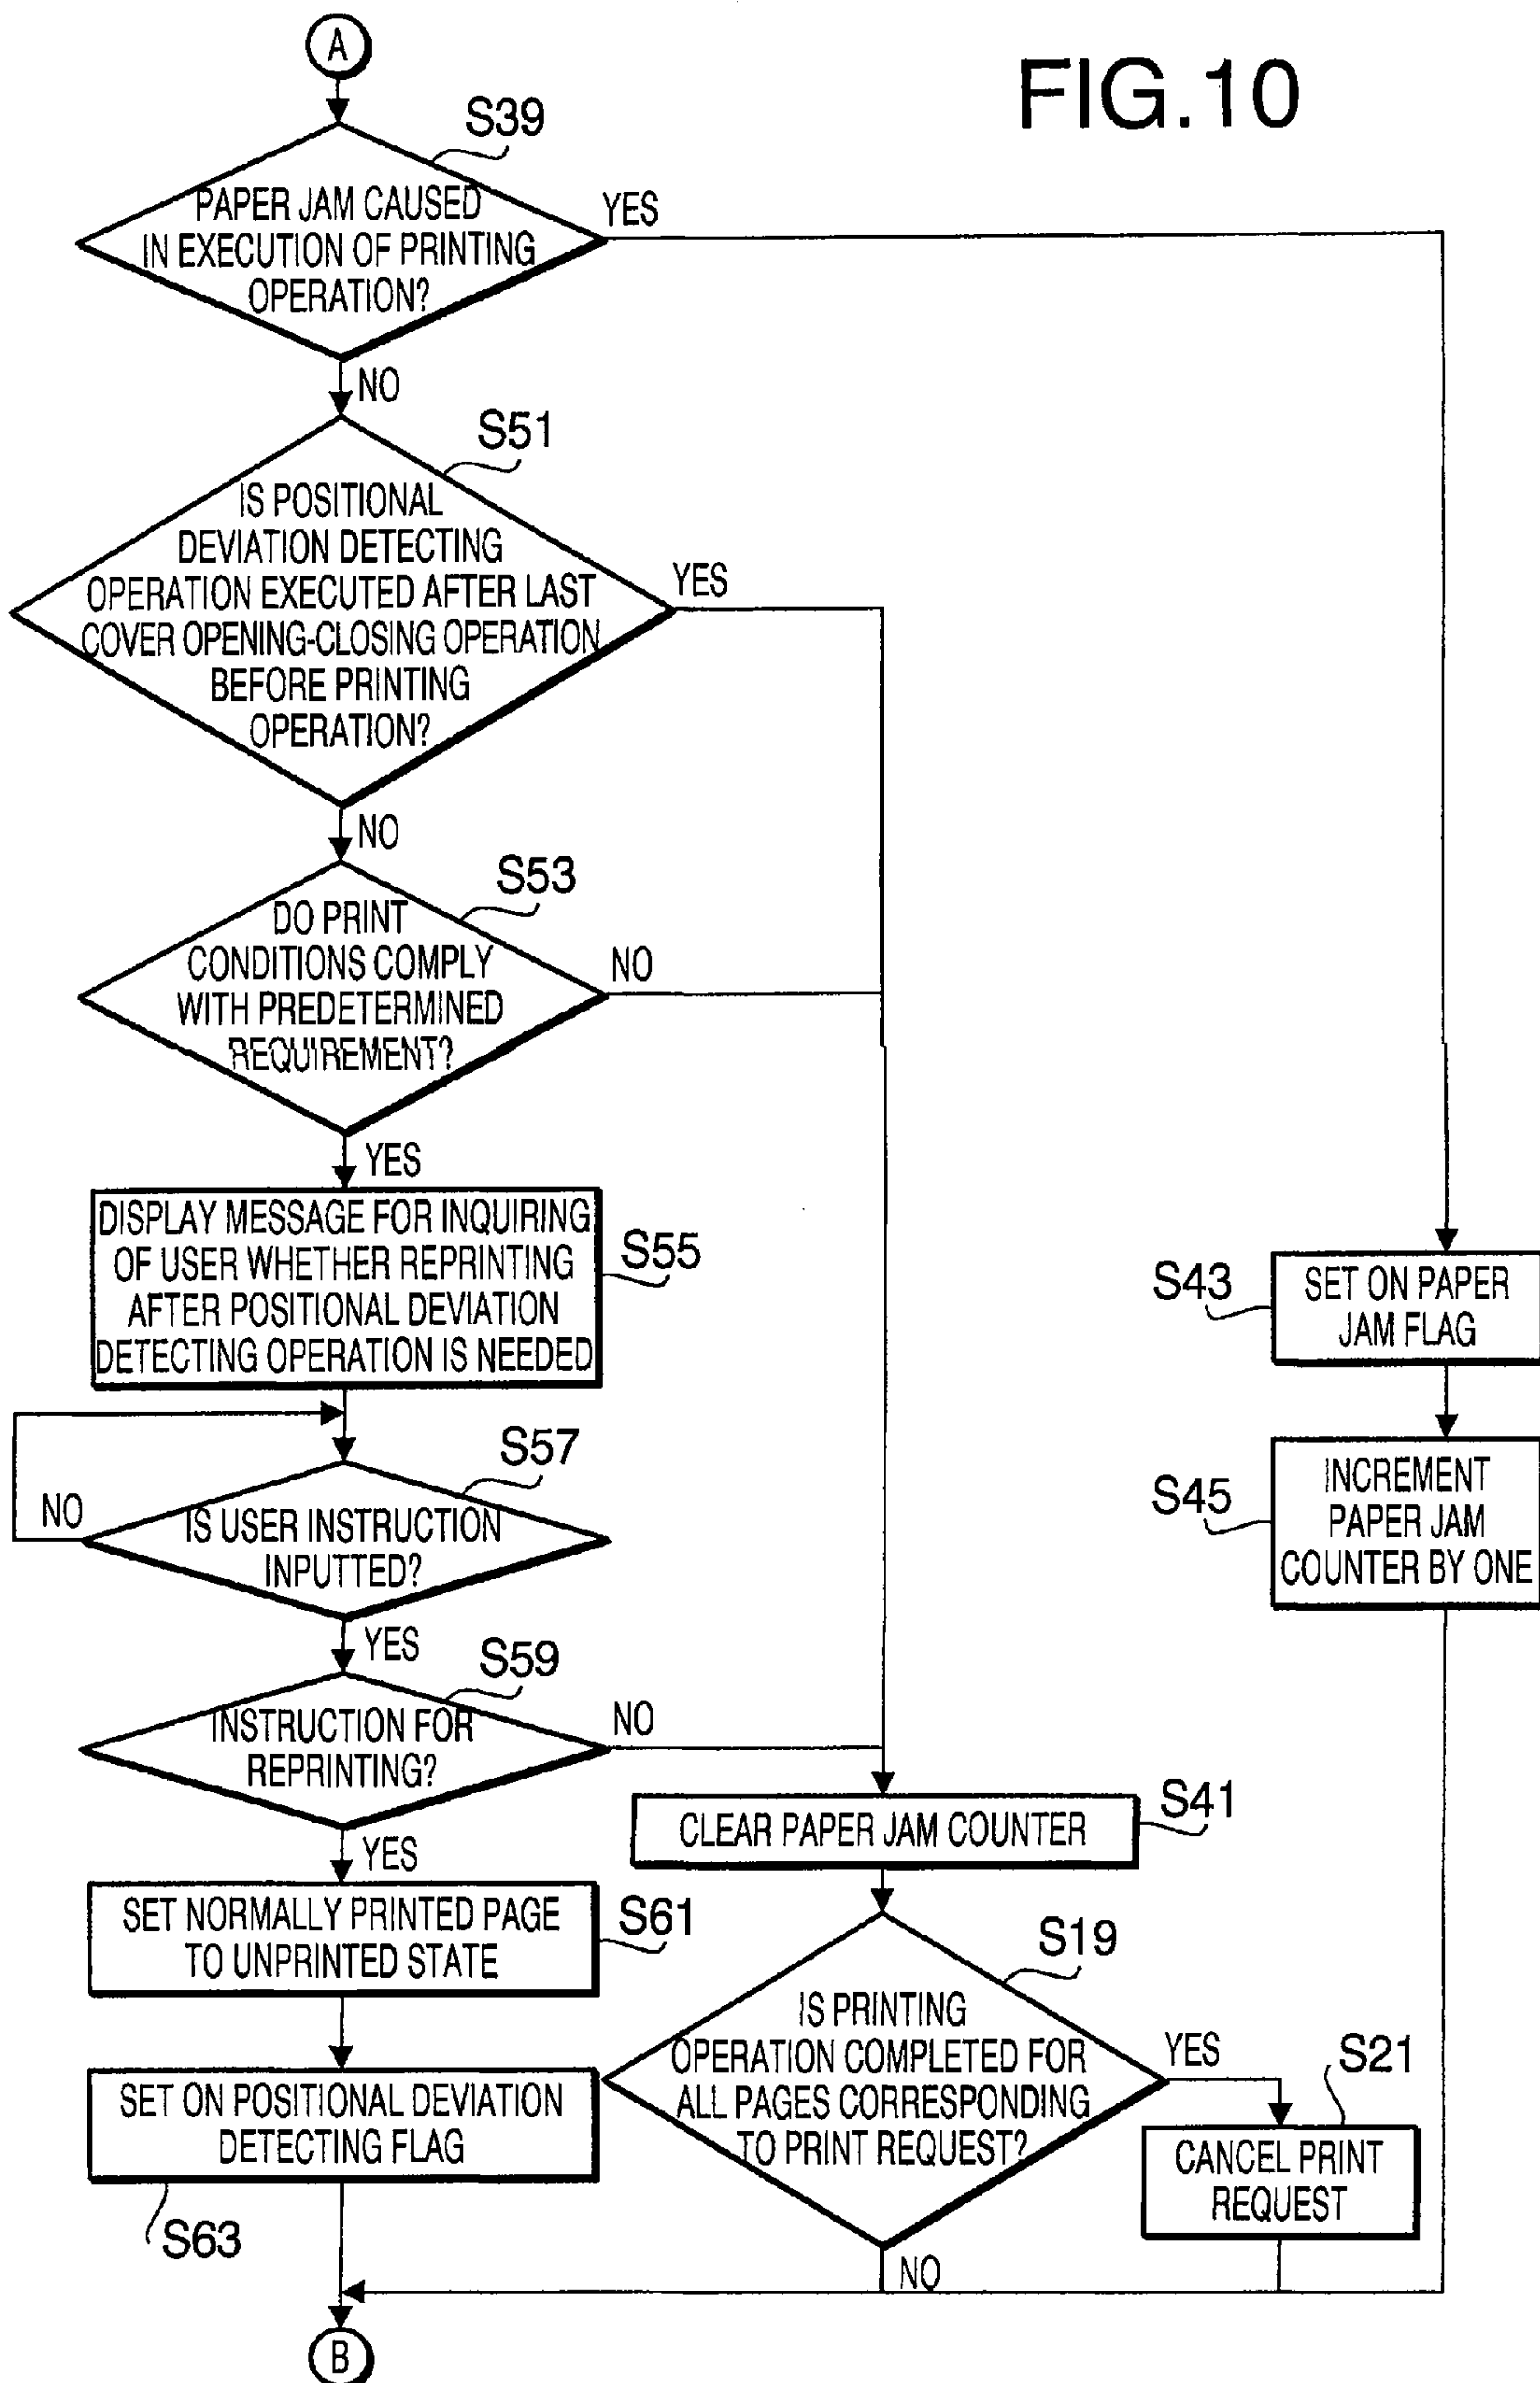 A
FIG.10
S39
PAPER JAM CAUSED
IN EXECUTION OF PRINTING
OPERATION?
YES
NO
S51
IS POSITIONAL
DEVIATION DETECTING
OPERATION EXECUTED AFTER LAST
COVER OPENING-CLOSING OPERATION
BEFORE PRINTING
OPERATION?
YES
NO
S53
DO PRINT
CONDITIONS COMPLY
WITH PREDETERMINED
REQUIREMENT?
NO
YES
DISPLAY MESSAGE FOR INQUIRING
OF USER WHETHER REPRINTING
AFTER POSITIONAL DEVIATION
DETECTING OPERATION IS NEEDED
S55
S43
SET ON PAPER
JAM FLAG
S57
IS USER INSTRUCTION
INPUTTED?
NO
YES
S45
INCREMENT
PAPER JAM
COUNTER BY ONE
S59
INSTRUCTION FOR
REPRINTING?
NO
YES
S41
CLEAR PAPER JAM COUNTER
SET NORMALLY PRINTED PAGE
TO UNPRINTED STATE
S61
S19
IS PRINTING
OPERATION COMPLETED FOR
ALL PAGES CORRESPONDING
TO PRINT REQUEST?
YES
NO
S21
CANCEL PRINT
REQUEST
SET ON POSITIONAL DEVIATION
DETECTING FLAG
S63
B